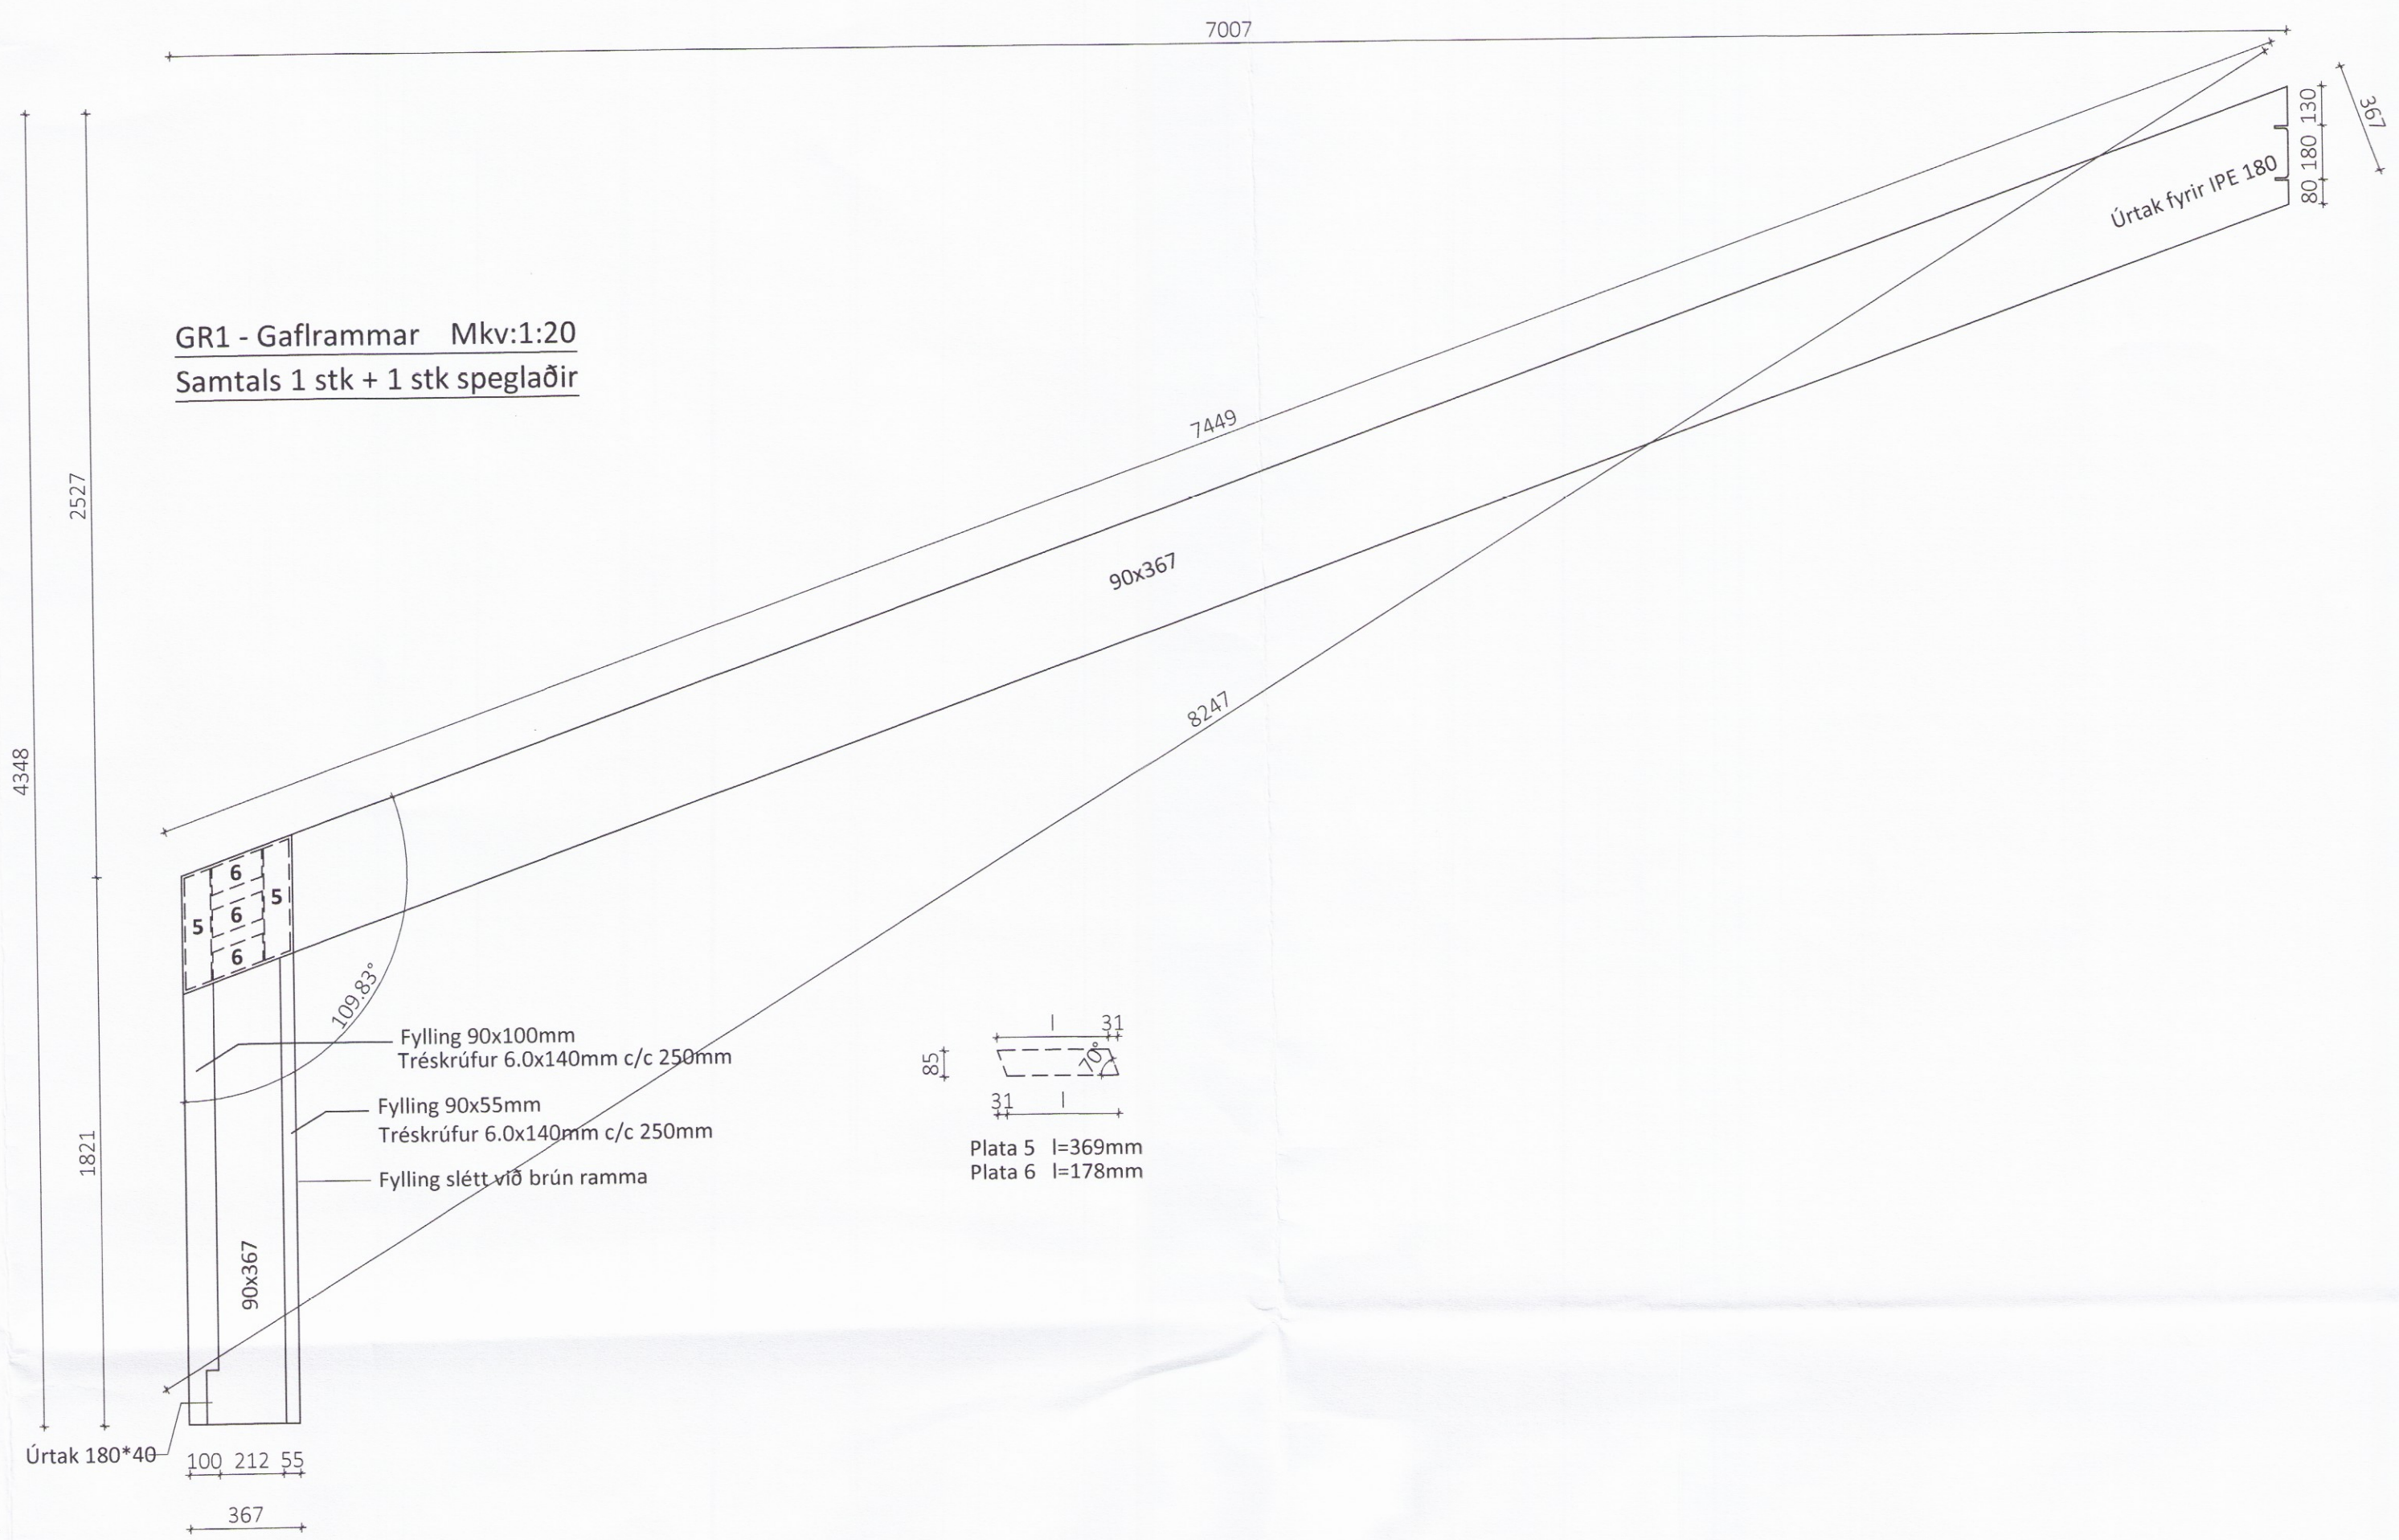 7007
367
130
180
80
Úrtak fyrir IPE 180
GR1 - Gaflrammar Mkv:1:20
Samtals 1 stk + 1 stk speglaðir
7449
2527
4348
90x367
8247
6
5
6
5
6
109.83°
Fylling 90x100mm
Tréskrúfur 6.0x140mm c/c 250mm
Fylling 90x55mm
Tréskrúfur 6.0x140mm c/c 250mm
Fylling slétt við brún ramma
1821
90x367
l 31
85
70°
31 l
Plata 5 l=369mm
Plata 6 l=178mm
Úrtak 180*40
100 212 55
367